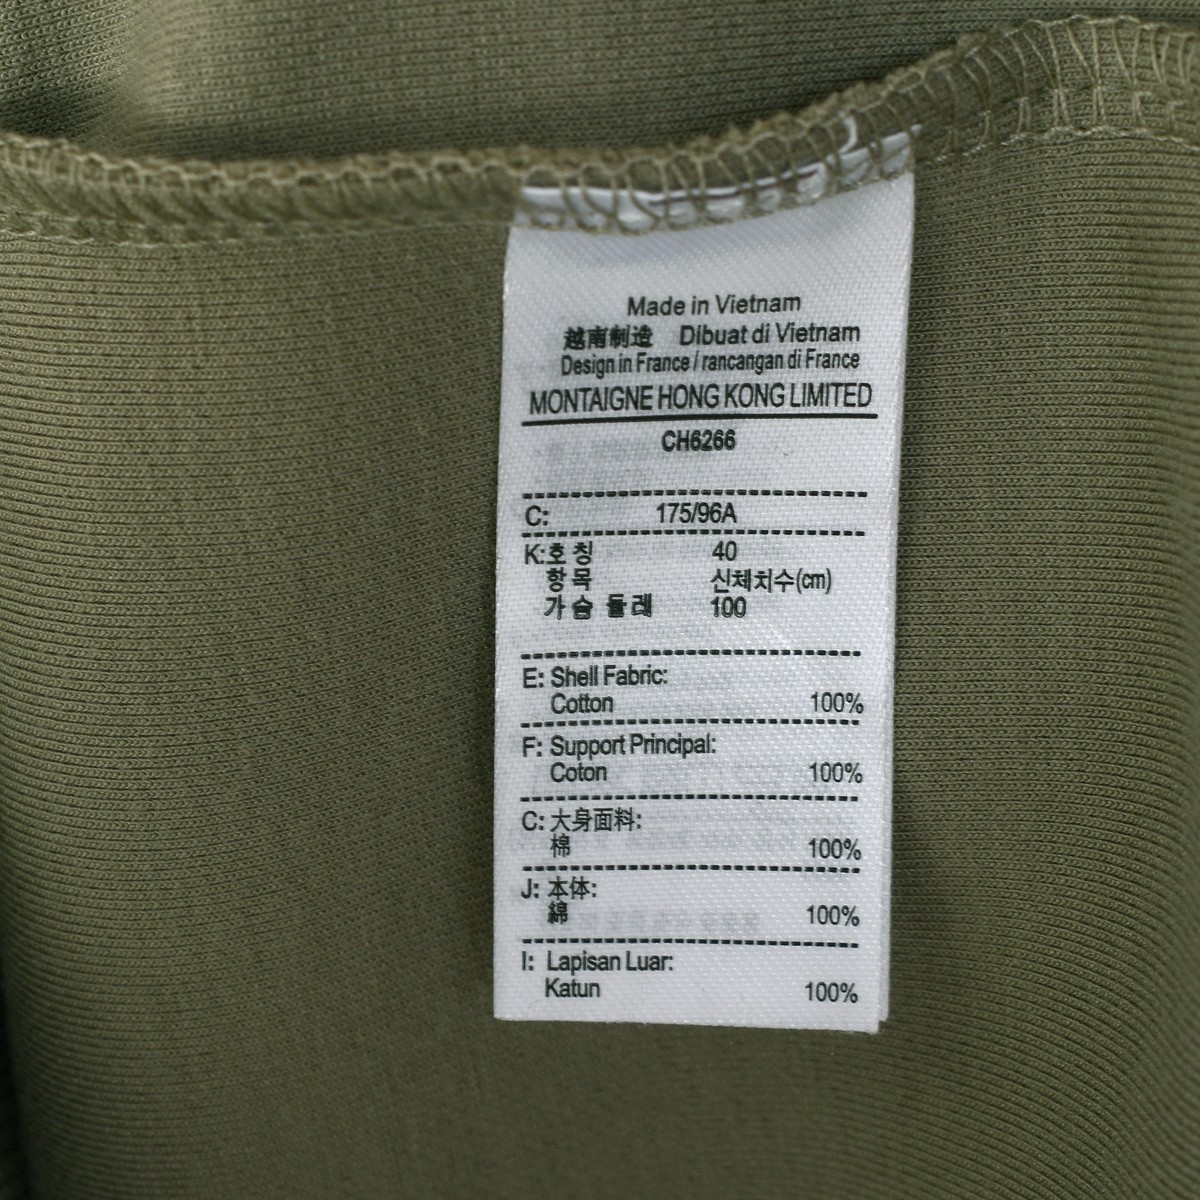 Made in Vietnam
越南制造 Dibuat di Vietnam
Design in France / rancangan di France
MONTAIGNE HONG KONG LIMITED
CH6266
C: 175/96A
K:호 칭 40
항 목 신체치수(cm)
가 슴 둘 레 100
E: Shell Fabric:
Cotton 100%
F: Support Principal:
Coton 100%
C: 大身面料:
棉 100%
J: 本体:
綿 100%
I: Lapisan Luar:
Katun 100%